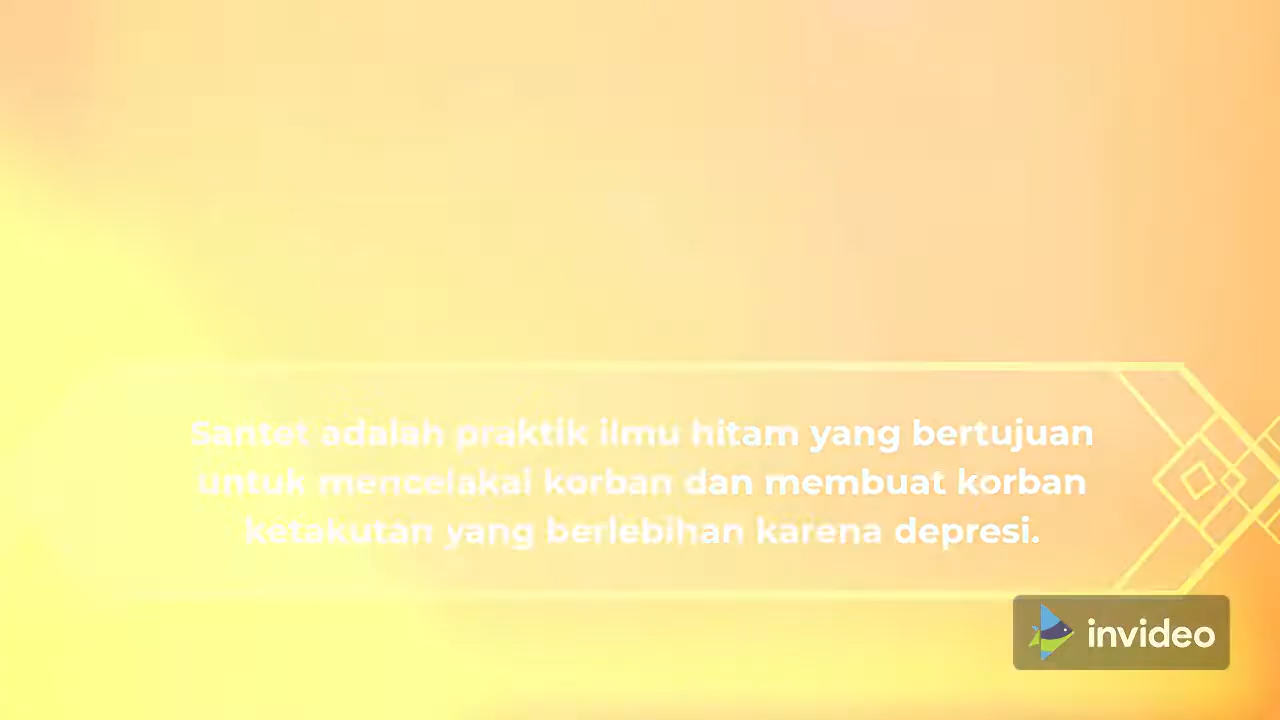 Santet adalah praktik ilmu hitam yang bertujuan
untuk mencelakai korban dan membuat korban
ketakutan yang berlebihan karena depresi.
invideo